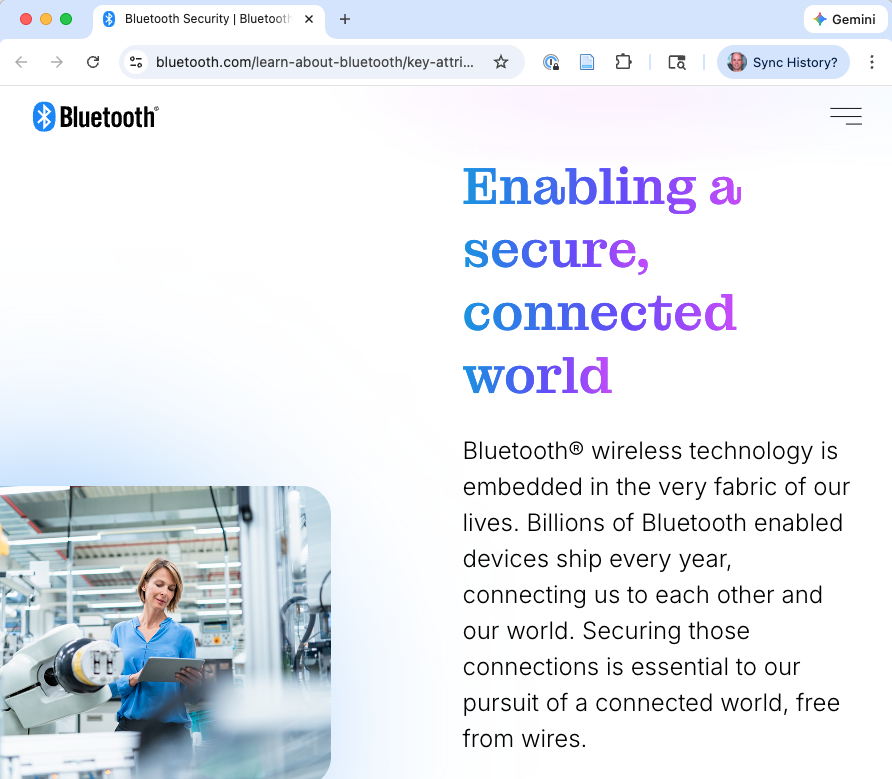 Bluetooth Security | Bluetooth
Gemini
bluetooth.com/learn-about-bluetooth/key-attri...
Sync History?
Bluetooth®
Enabling a
secure,
connected
world
Bluetooth® wireless technology is
embedded in the very fabric of our
lives. Billions of Bluetooth enabled
devices ship every year,
connecting us to each other and
our world. Securing those
connections is essential to our
pursuit of a connected world, free
from wires.